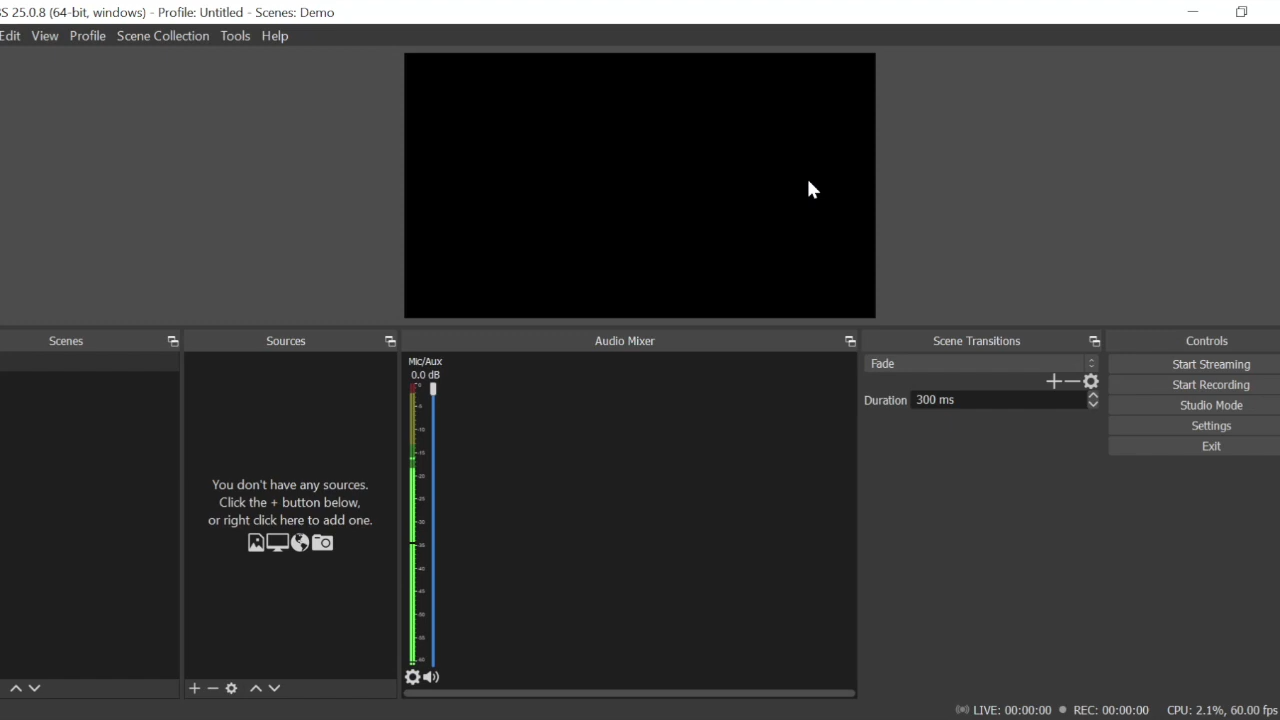 S 25.0.8 (64-bit, windows) - Profile: Untitled - Scenes: Demo
Edit View Profile Scene Collection Tools Help
Scenes
Sources
Audio Mixer
Scene Transitions
Controls
You don't have any sources.
Click the + button below,
or right click here to add one.
Mic/Aux
0.0 dB
Fade
Duration 300 ms
Start Streaming
Start Recording
Studio Mode
Settings
Exit
LIVE: 00:00:00 REC: 00:00:00 CPU: 2.1%, 60.00 fps